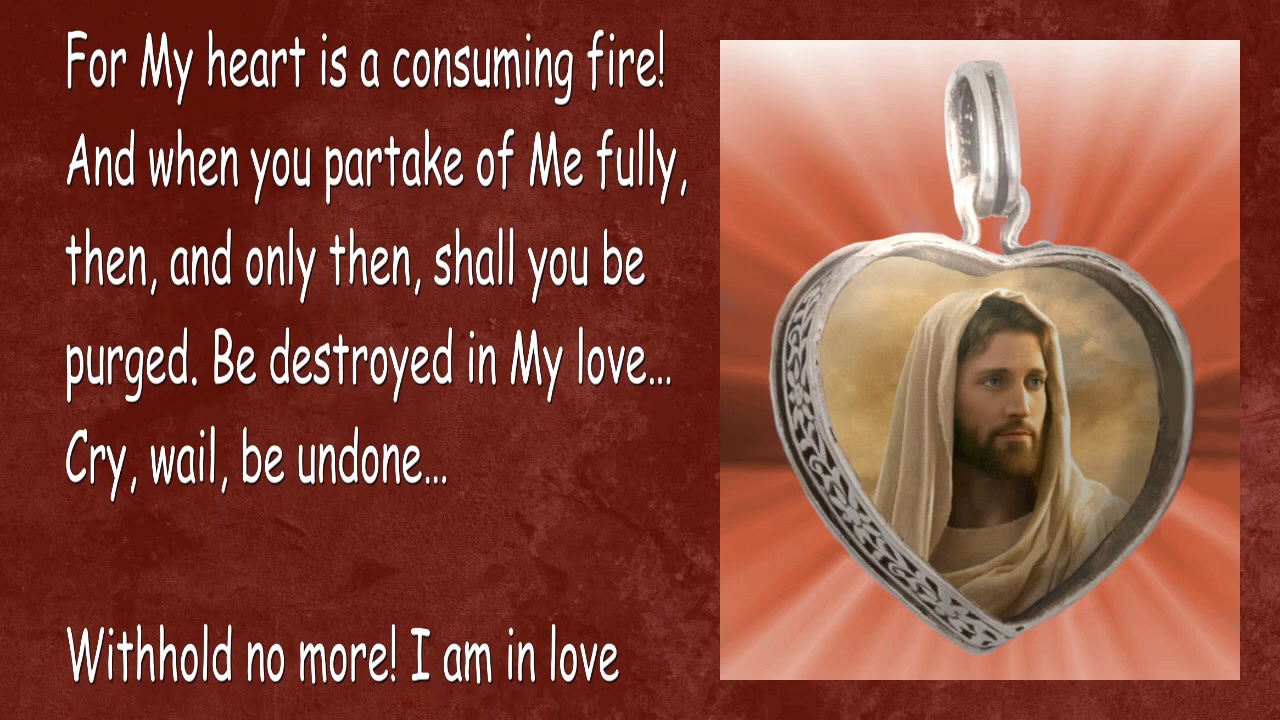 For My heart is a consuming fire!
And when you partake of Me fully,
then, and only then, shall you be
purged. Be destroyed in My love...
Cry, wail, be undone...
Withhold no more! I am in love